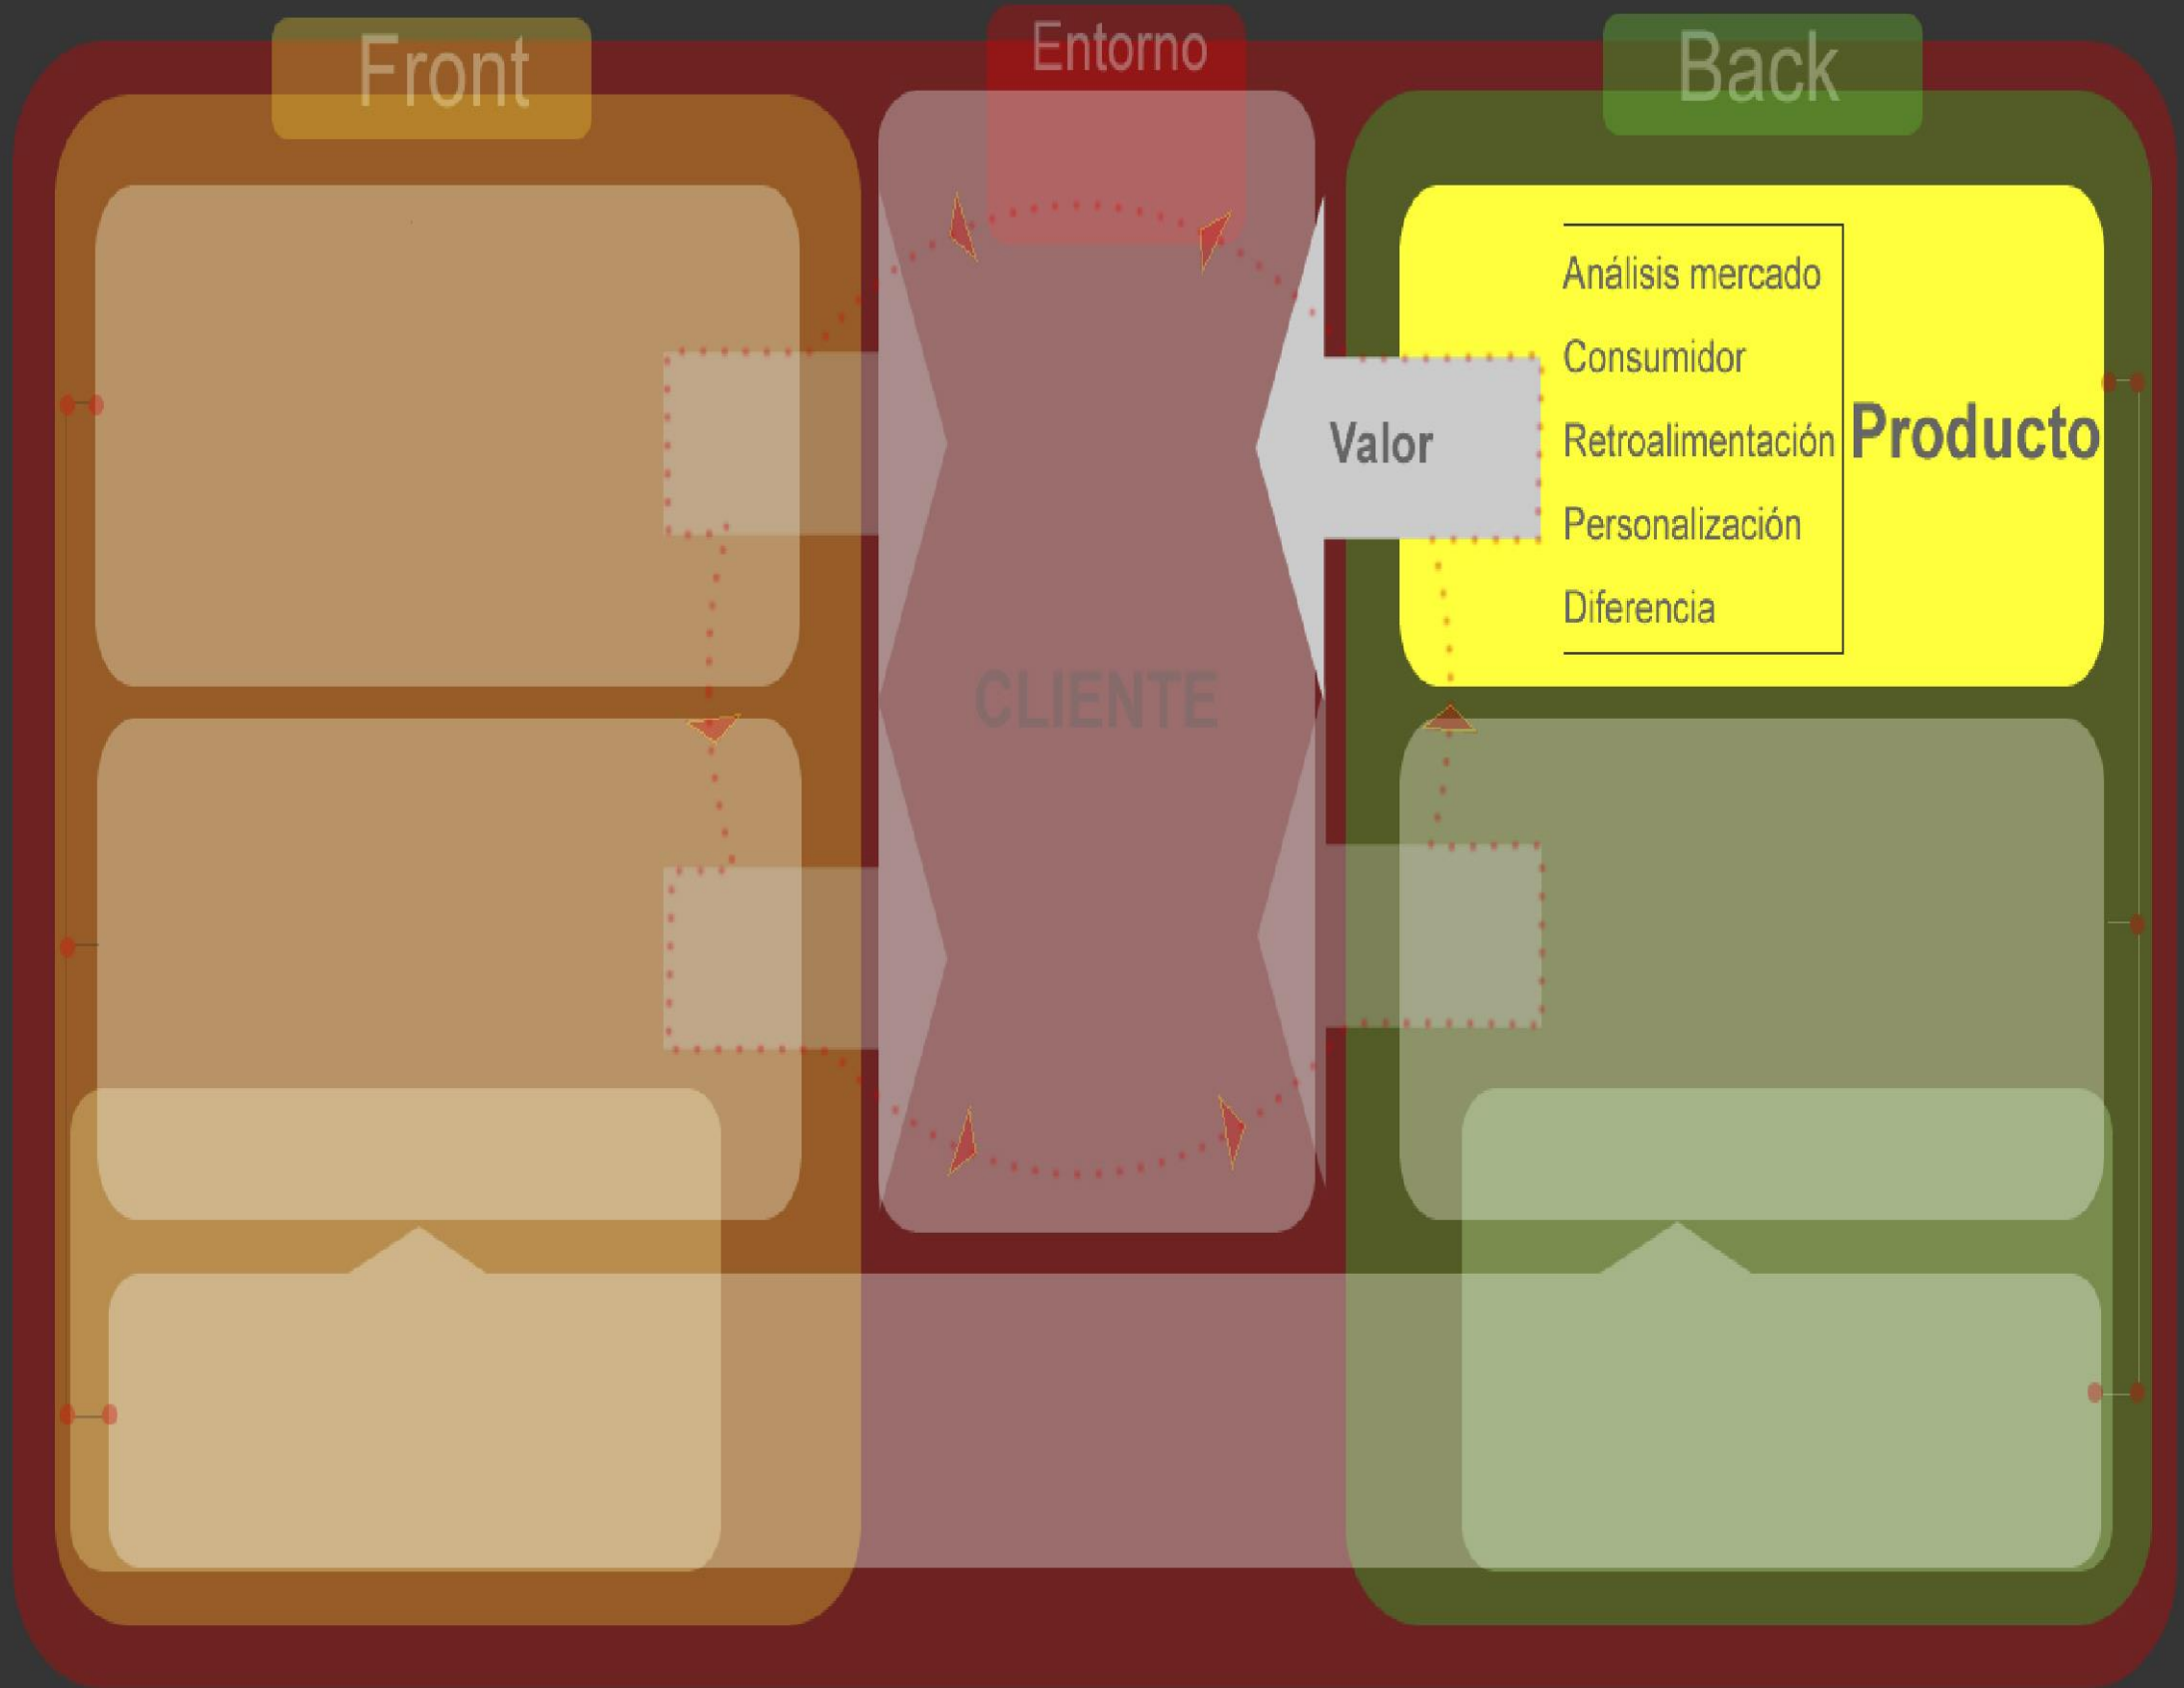 Front
Entorno
Back
Análisis mercado
Consumidor
Valor
Retroalimentación
Producto
Personalización
Diferencia
CLIENTE